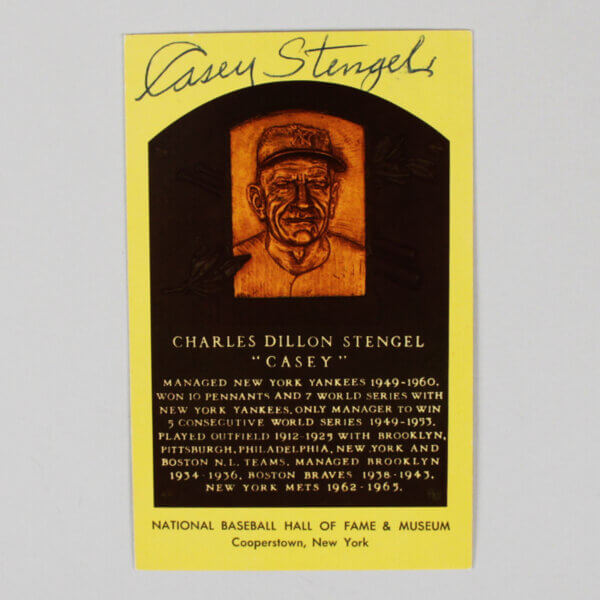 Casey Stengel
NY
CHARLES DILLON STENGEL
"CASEY"
MANAGED NEW YORK YANKEES 1949-1960.
WON 10 PENNANTS AND 7 WORLD SERIES WITH
NEW YORK YANKEES. ONLY MANAGER TO WIN
5 CONSECUTIVE WORLD SERIES 1949-1953.
PLAYED OUTFIELD 1912-1925 WITH BROOKLYN,
PITTSBURGH, PHILADELPHIA, NEW YORK AND
BOSTON N.L. TEAMS. MANAGED BROOKLYN
1934-1936, BOSTON BRAVES 1938-1943,
NEW YORK METS 1962-1965.
NATIONAL BASEBALL HALL OF FAME & MUSEUM
Cooperstown, New York